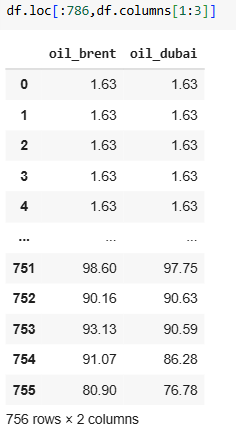 df.loc[:786,df.columns[1:3]]
oil_brent oil_dubai
0 1.63 1.63
1 1.63 1.63
2 1.63 1.63
3 1.63 1.63
4 1.63 1.63
... ... ...
751 98.60 97.75
752 90.16 90.63
753 93.13 90.59
754 91.07 86.28
755 80.90 76.78
756 rows × 2 columns